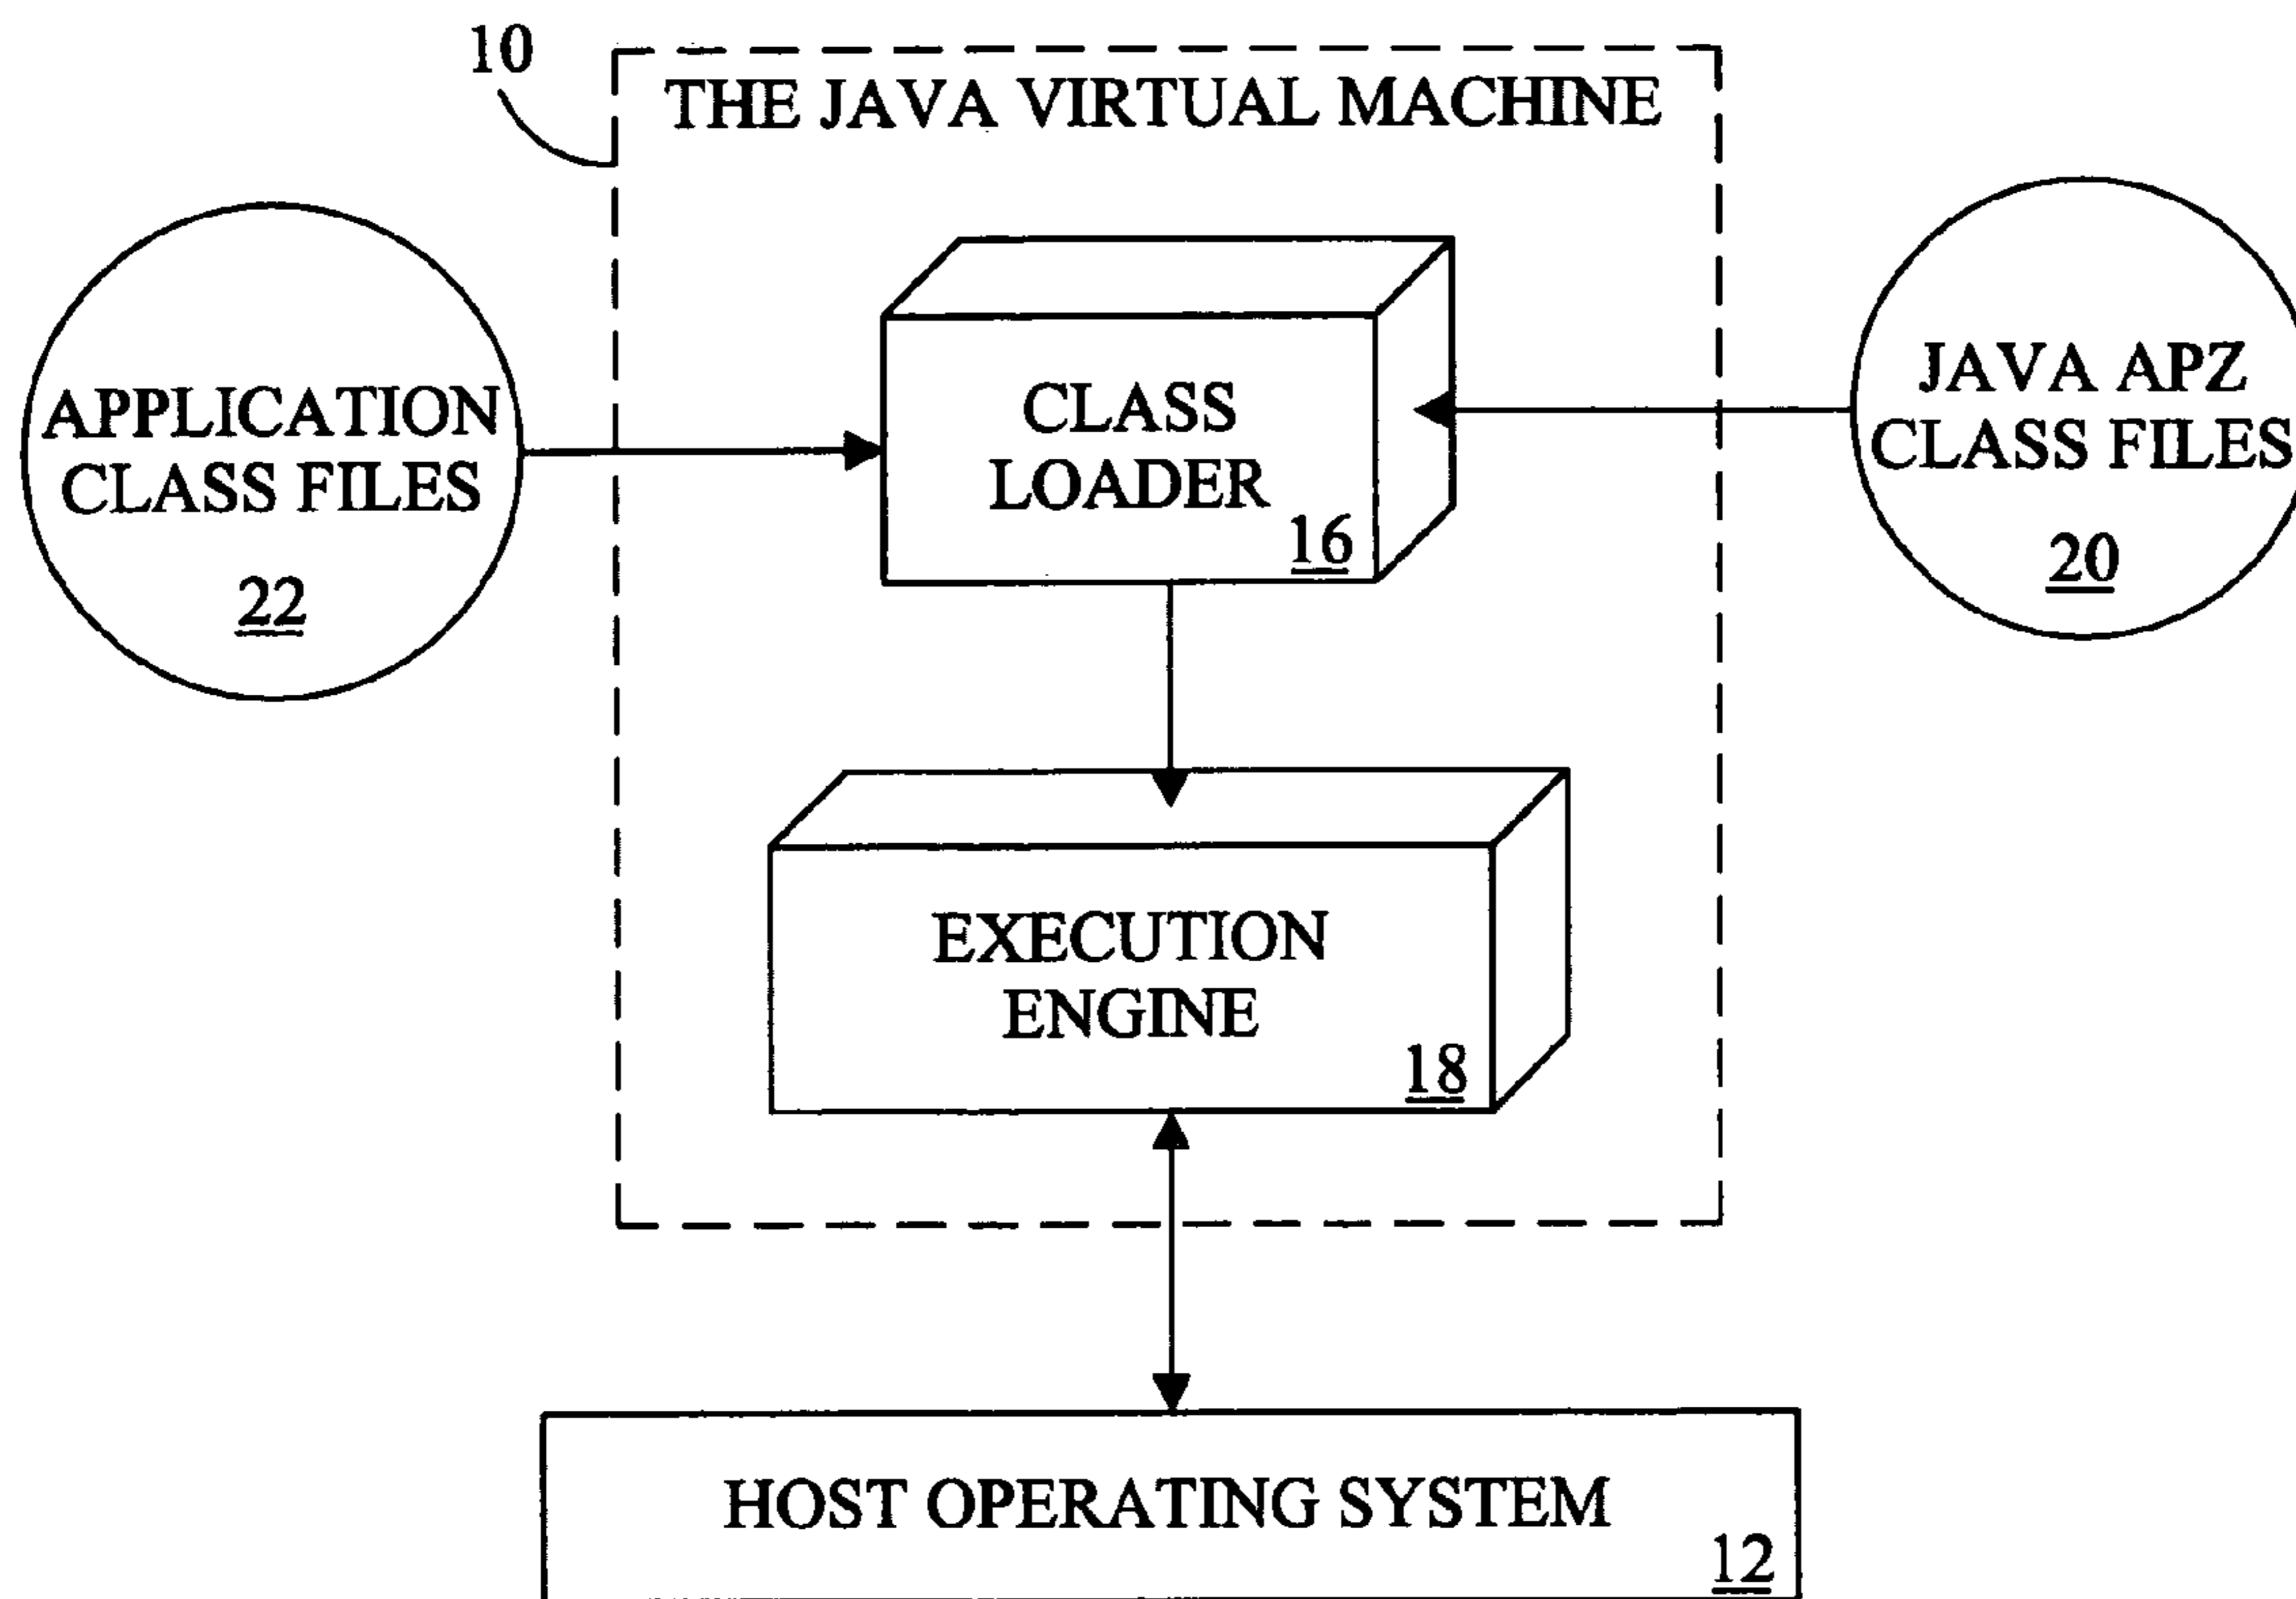 10
THE JAVA VIRTUAL MACHINE
APPLICATION
CLASS FILES
22
CLASS
LOADER
16
JAVA APZ
CLASS FILES
20
EXECUTION
ENGINE
18
HOST OPERATING SYSTEM
12